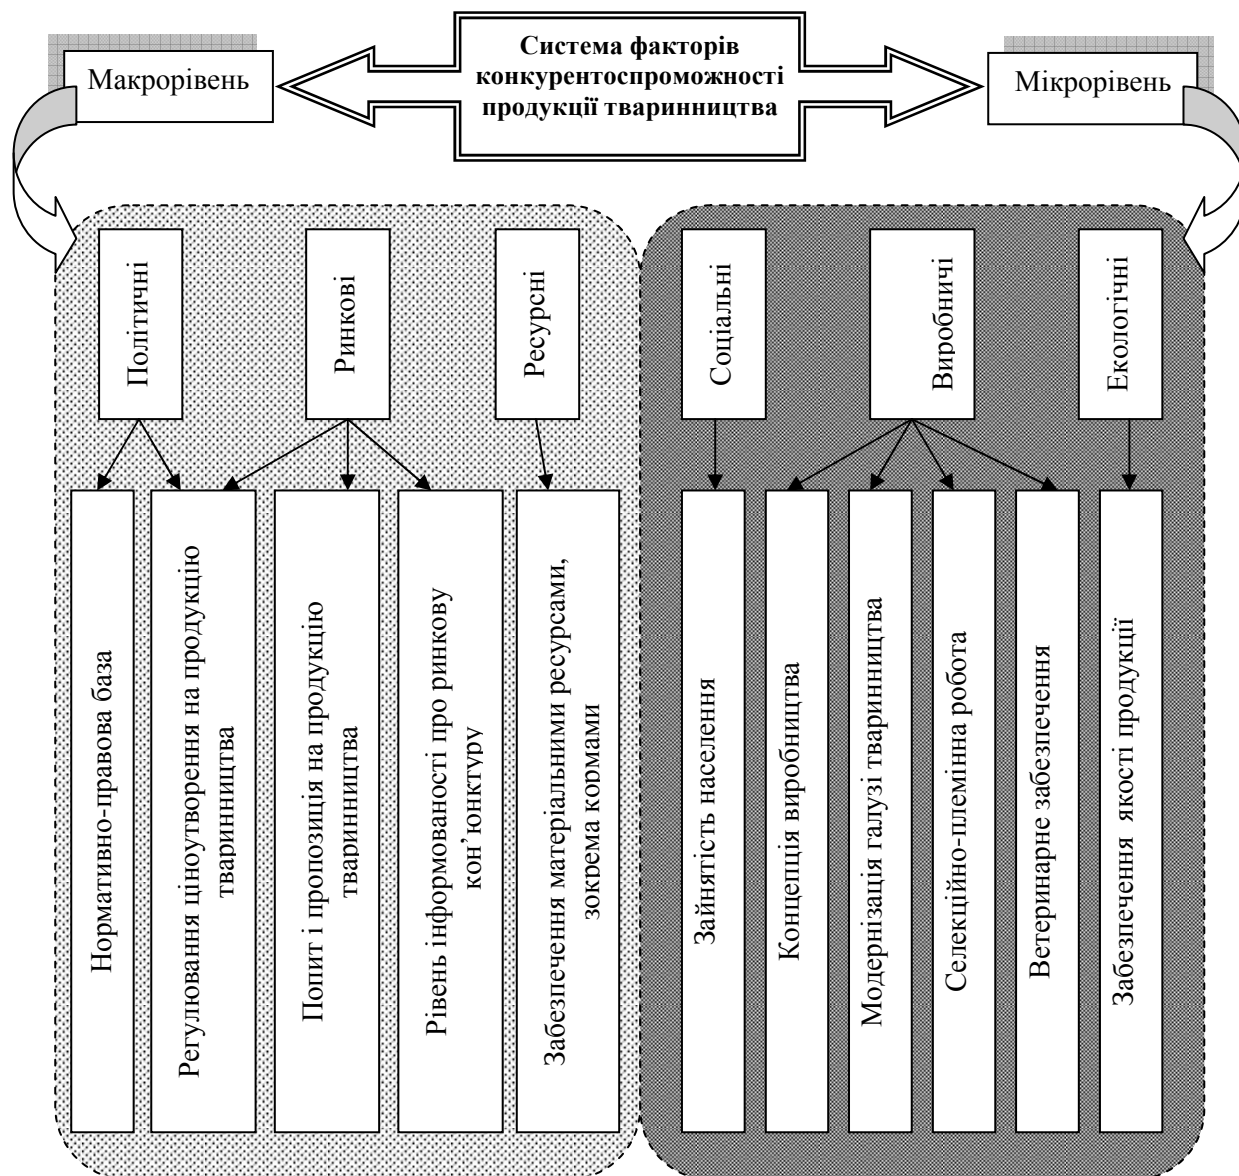 Макрорівень
Система факторів
конкурентоспроможності
продукції тваринництва
Мікрорівень
Політичні
Ринкові
Ресурсні
Соціальні
Виробничі
Екологічні
Нормативно-правова база
Регулювання ціноутворення на продукцію
тваринництва
Попит і пропозиція на продукцію
тваринництва
Рівень інформованості про ринкову
кон’юнктуру
Забезпечення матеріальними ресурсами,
зокрема кормами
Зайнятість населення
Концепція виробництва
Модернізація галузі тваринництва
Селекційно-племінна робота
Ветеринарне забезпечення
Забезпечення якості продукції